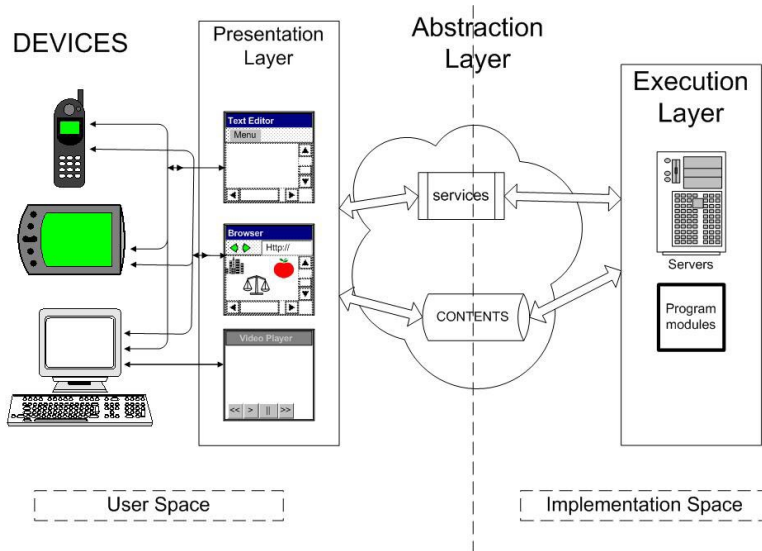 DEVICES
Presentation
Layer
Abstraction
Layer
Execution
Layer
Text Editor
Menu
Browser
Http://
Video Player
<< > || >>
services
CONTENTS
Servers
Program
modules
User Space
Implementation Space